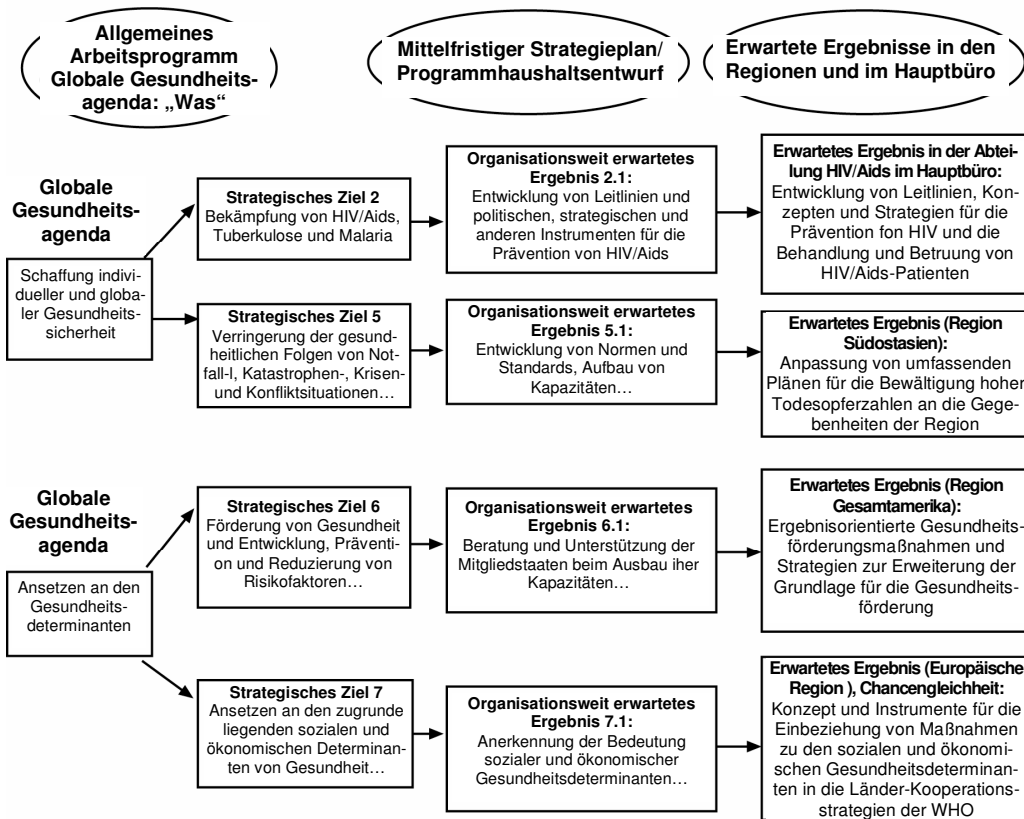 Allgemeines
Arbeitsprogramm
Globale Gesundheits-
agenda: „Was“
Mittelfristiger Strategieplan/
Programmhaushaltsentwurf
Erwartete Ergebnisse in den
Regionen und im Hauptbüro
Globale
Gesundheits-
agenda
Schaffung indivi-
dueller und globa-
ler Gesundheits-
sicherheit
Strategisches Ziel 2
Bekämpfung von HIV/Aids,
Tuberkulose und Malaria
Organisationsweit erwartetes
Ergebnis 2.1:
Entwicklung von Leitlinien und
politischen, strategischen und
anderen Instrumenten für die
Prävention von HIV/Aids
Erwartetes Ergebnis in der Abtei-
lung HIV/Aids im Hauptbüro:
Entwicklung von Leitlinien, Kon-
zepten und Strategien für die
Prävention fon HIV und die
Behandlung und Betruung von
HIV/Aids-Patienten
Strategisches Ziel 5
Verringerung der gesund-
heitlichen Folgen von Not-
fall-l, Katastrophen-, Krisen-
und Konfliktsituationen…
Organisationsweit erwartetes
Ergebnis 5.1:
Entwicklung von Normen und
Standards, Aufbau von
Kapazitäten…
Erwartetes Ergebnis (Region
Südostasien):
Anpassung von umfassenden
Plänen für die Bewältigung hoher
Todesopferzahlen an die Gege-
benheiten der Region
Globale
Gesundheits-
agenda
Ansetzen an den
Gesundheits-
determinanten
Strategisches Ziel 6
Förderung von Gesundheit
und Entwicklung, Präventi-
on und Reduzierung von
Risikofaktoren…
Organisationsweit erwartetes
Ergebnis 6.1:
Beratung und Unterstützung der
Mitgliedstaaten beim Ausbau iher
Kapazitäten…
Erwartetes Ergebnis (Region
Gesamtamerika):
Ergebnisorientierte Gesundheits-
förderungsmaßnahmen und
Strategien zur Erweiterung der
Grundlage für die Gesundheits-
förderung
Strategisches Ziel 7
Ansetzen an den zugrunde
liegenden sozialen und
ökonomischen Determinan-
ten von Gesundheit…
Organisationsweit erwartetes
Ergebnis 7.1:
Anerkennung der Bedeutung
sozialer und ökonomischer
Gesundheitsdeterminanten…
Erwartetes Ergebnis (Europäische
Region ), Chancengleichheit:
Konzept und Instrumente für die
Einbeziehung von Maßnahmen
zu den sozialen und ökonomi-
schen Gesundheitsdeterminan-
ten in die Länder-Kooperations-
strategien der WHO